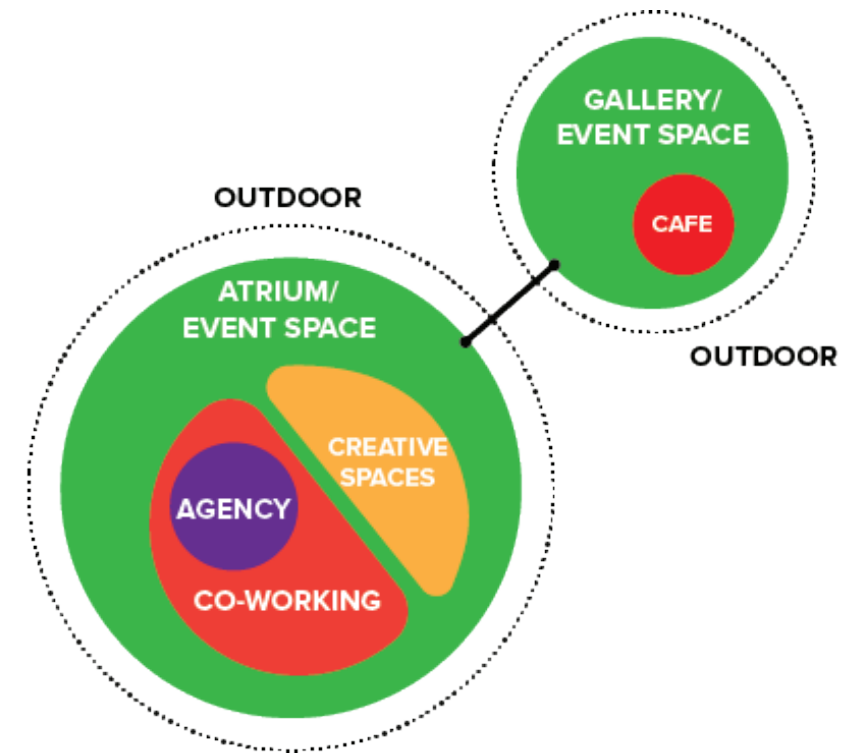 GALLERY/
EVENT SPACE
CAFE
OUTDOOR
OUTDOOR
ATRIUM/
EVENT SPACE
CREATIVE
SPACES
AGENCY
CO-WORKING